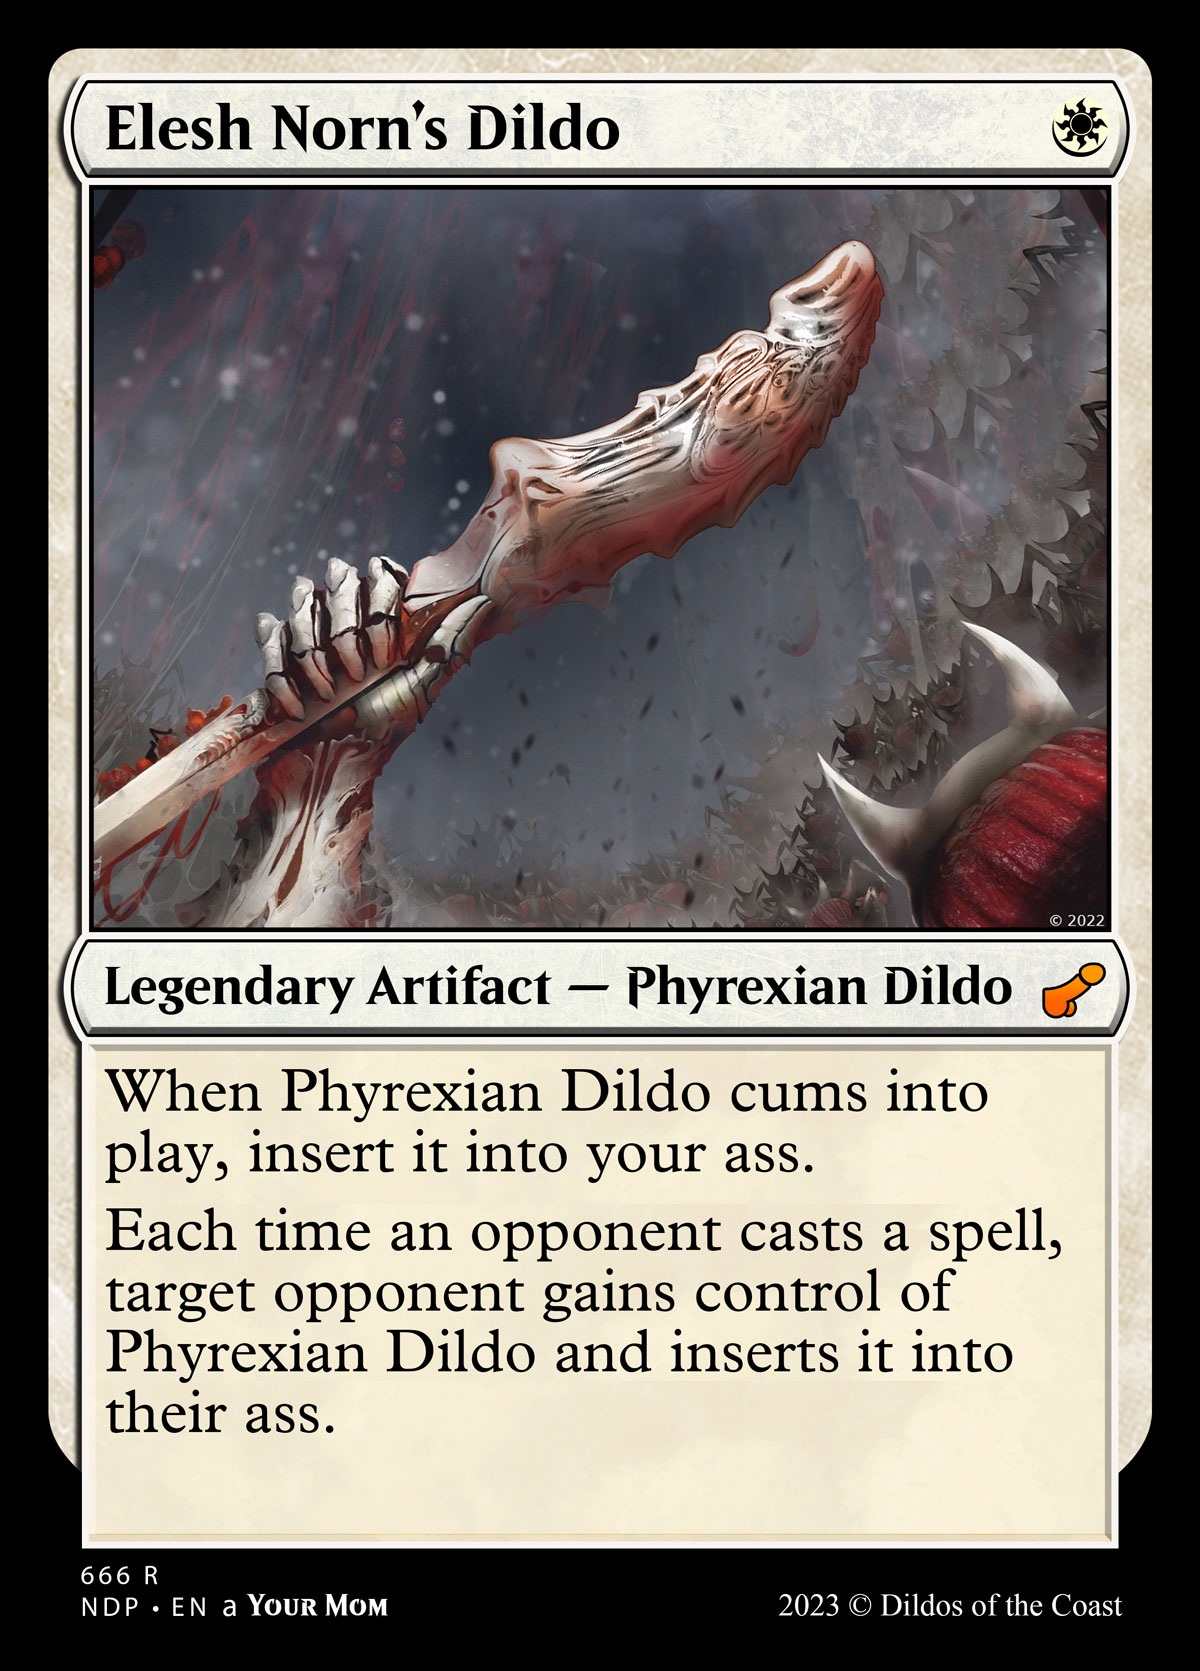 Elesh Norn's Dildo
© 2022
Legendary Artifact — Phyrexian Dildo
When Phyrexian Dildo cums into
play, insert it into your ass.
Each time an opponent casts a spell,
target opponent gains control of
Phyrexian Dildo and inserts it into
their ass.
666 R
NDP • EN a Your Mom
2023 © Dildos of the Coast